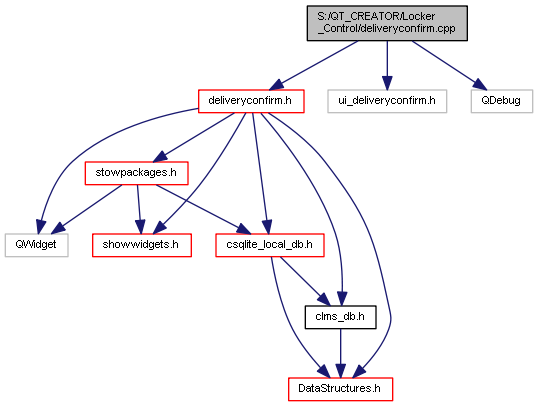 S:/QT_CREATOR/Locker
_Control/deliveryconfirm.cpp
deliveryconfirm.h
ui_deliveryconfirm.h
QDebug
stowpackages.h
QWidget
showwidgets.h
csqlite_local_db.h
clms_db.h
DataStructures.h